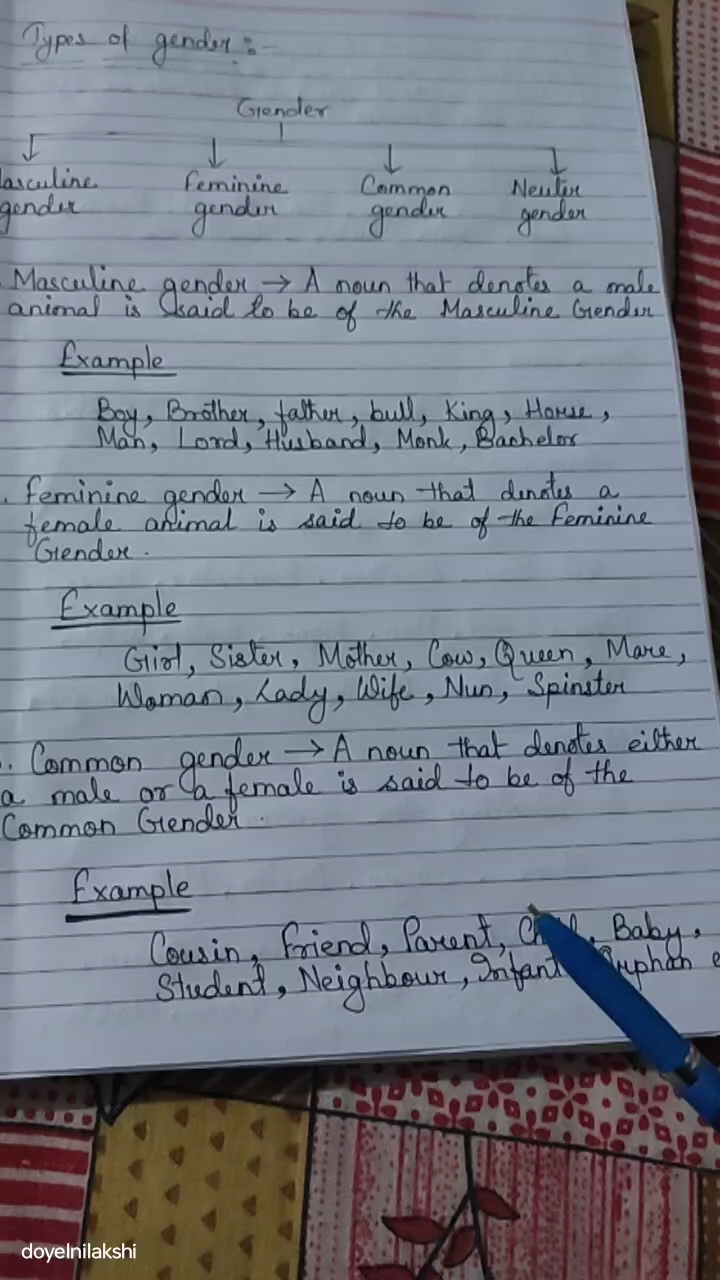 Types of gender :-
Gender
asculine Feminine Common Neuter
gender gender gender gender
Masculine gender → A noun that denotes a male
animal is said to be of the Masculine Gender
Example
Boy, Brother, father, bull, King, Horse,
Man, Lord, Husband, Monk, Bachelor
. Feminine gender → A noun that denotes a
female animal is said to be of the Feminine
Gender.
Example
Girl, Sister, Mother, Cow, Queen, Mare,
Woman, Lady, Wife, Nun, Spinster
. Common gender → A noun that denotes either
a male or a female is said to be of the
Common Gender.
Example
Cousin, Friend, Parent, Baby,
Student, Neighbour, Infant
doyelnilakshi